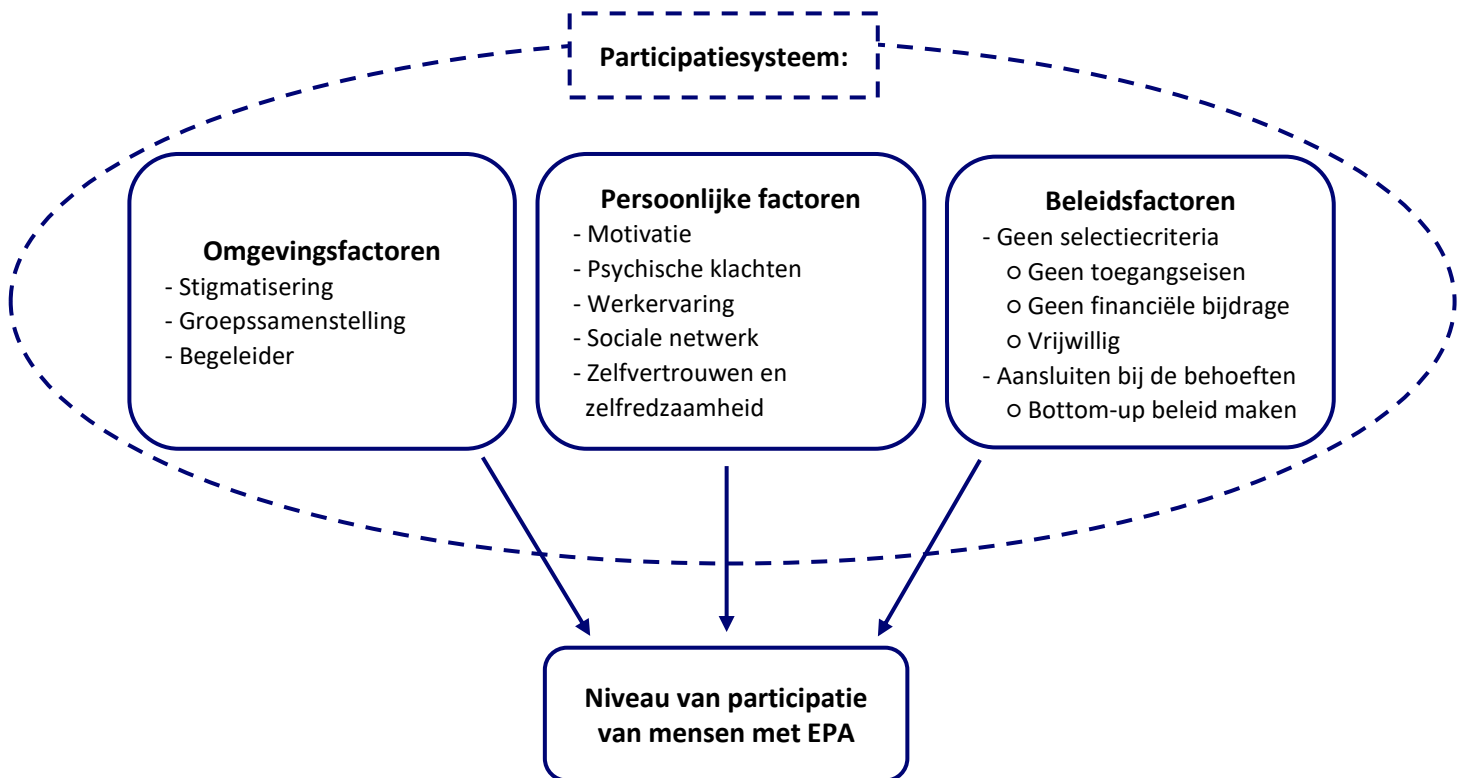 Participatiesysteem:
Omgevingsfactoren
- Stigmatisering
- Groepssamenstelling
- Begeleider
Persoonlijke factoren
- Motivatie
- Psychische klachten
- Werkervaring
- Sociale netwerk
- Zelfvertrouwen en
zelfredzaamheid
Beleidsfactoren
- Geen selectiecriteria
○ Geen toegangseisen
○ Geen financiële bijdrage
○ Vrijwillig
- Aansluiten bij de behoeften
○ Bottom-up beleid maken
Niveau van participatie
van mensen met EPA